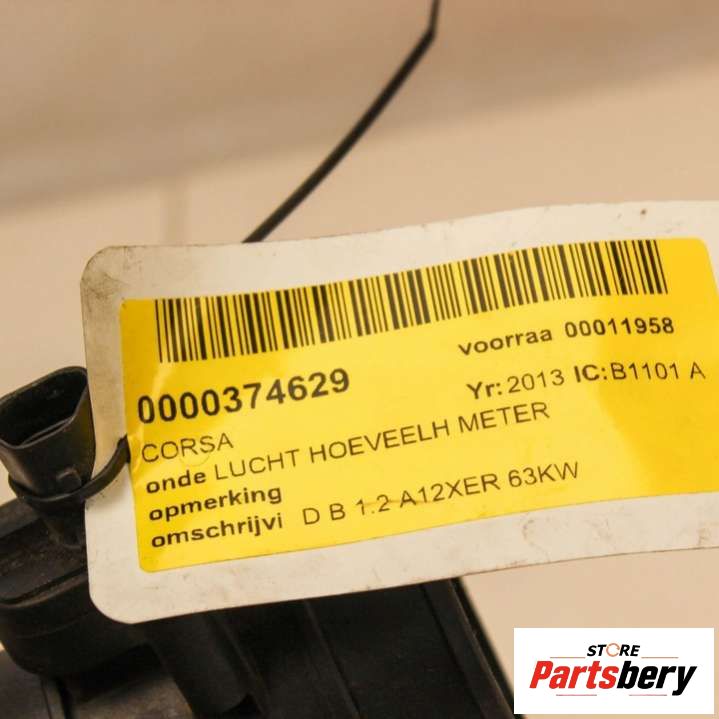 voorraa 00011958
0000374629
Yr: 2013 IC: B1101 A
CORSA
onde LUCHT HOEVEELH METER
opmerking
omschrijvi D B 1.2 A12XER 63KW
STORE
Partsbery